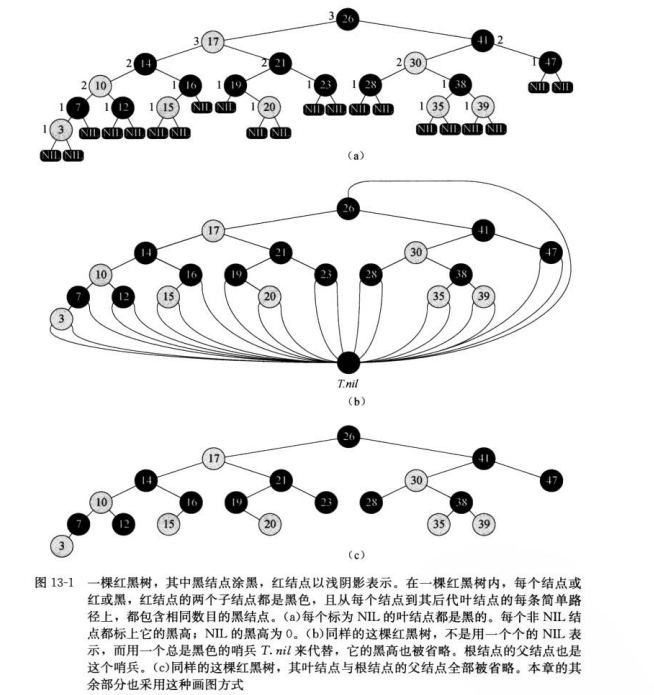 3 26
3 17 41 2
2 14 2 21 2 30 1 47
2 10 1 16 1 19 1 23 1 28 1 38 NIL NIL
1 7 1 12 1 15 NIL NIL 1 20 NIL NIL NIL NIL 1 35 1 39
1 3 NIL NIL NIL NIL NIL NIL NIL NIL NIL NIL NIL
NIL NIL
(a)
26
17 41
14 21 30 47
10 16 19 23 28 38
7 12 15 20 35 39
3
T.nil
(b)
26
17 41
14 21 30 47
10 16 19 23 28 38
7 12 15 20 35 39
3
(c)
图 13-1 一棵红黑树，其中黑结点涂黑，红结点以浅阴影表示。在一棵红黑树内，每个结点或
红或黑，红结点的两个子结点都是黑色，且从每个结点到其后代叶结点的每条简单路
径上，都包含相同数目的黑结点。(a)每个标为 NIL 的叶结点都是黑的。每个非 NIL 结
点都标上它的黑高；NIL 的黑高为 0。(b)同样的这棵红黑树，不是用一个个的 NIL 表
示，而用一个总是黑色的哨兵 T. nil 来代替，它的黑高也被省略。根结点的父结点也是
这个哨兵。(c)同样的这棵红黑树，其叶结点与根结点的父结点全部被省略。本章的其
余部分也采用这种画图方式